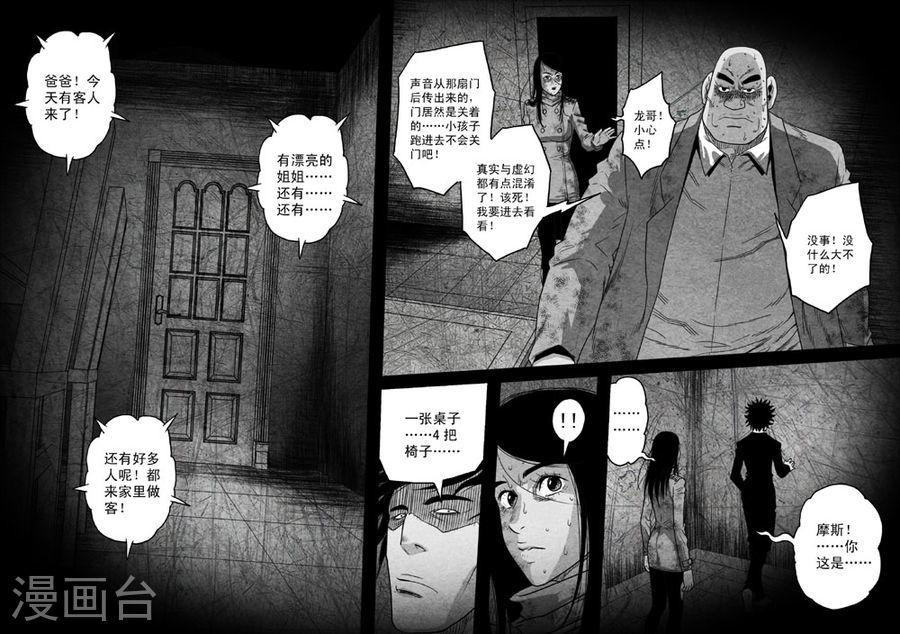 爸爸！今
天有客人
来了！
有漂亮的
姐姐……
还有……
还有……
还有好多
人呢！都
来家里做
客！
声音从那扇门
后传出来的，
门居然是关着
的……小孩子
跑进去不会关
门吧！
真实与虚幻
都有点混淆
了！该死！
我要进去看
看！
龙哥！
小心
点！
没事！没
什么大不
了的！
一张桌子
……4把
椅子……
！！
……
……
摩斯！
……你
这是……
漫画台